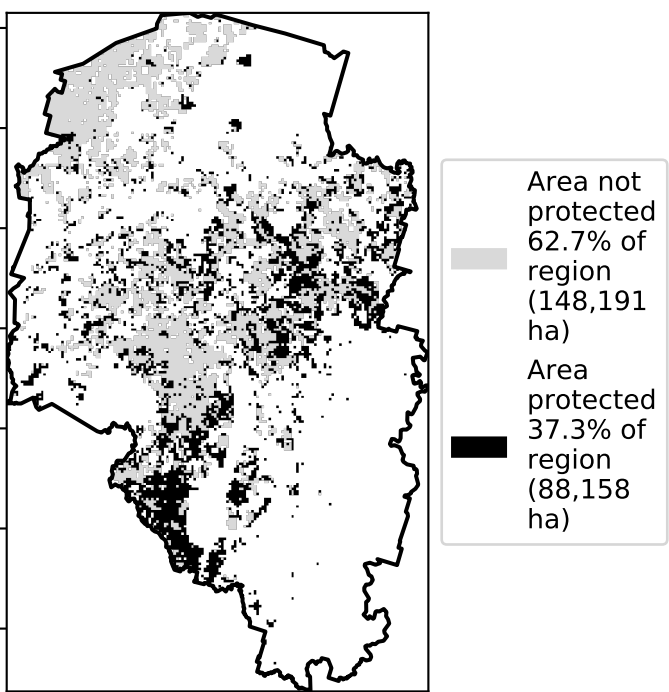 Area not
protected
62.7% of
region
(148,191
ha)
Area
protected
37.3% of
region
(88,158
ha)